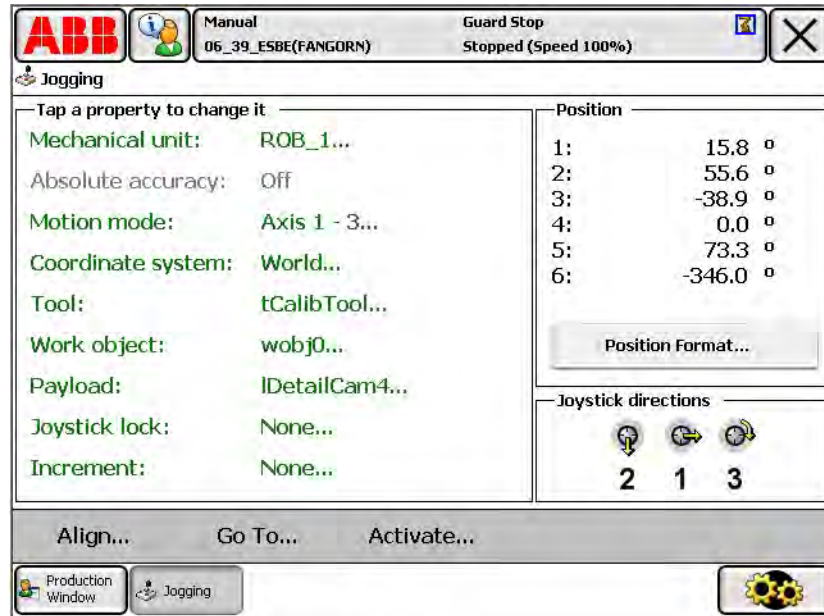 ABB
Manual
06_39_ESBE(FANGORN)
Guard Stop
Stopped (Speed 100%)
Jogging
Tap a property to change it
Mechanical unit: ROB_1...
Absolute accuracy: Off
Motion mode: Axis 1 - 3...
Coordinate system: World...
Tool: tCalibTool...
Work object: wobj0...
Payload: lDetailCam4...
Joystick lock: None...
Increment: None...
Position
1: 15.8 º
2: 55.6 º
3: -38.9 º
4: 0.0 º
5: 73.3 º
6: -346.0 º
Position Format...
Joystick directions
2 1 3
Align... Go To... Activate...
Production
Window
Jogging